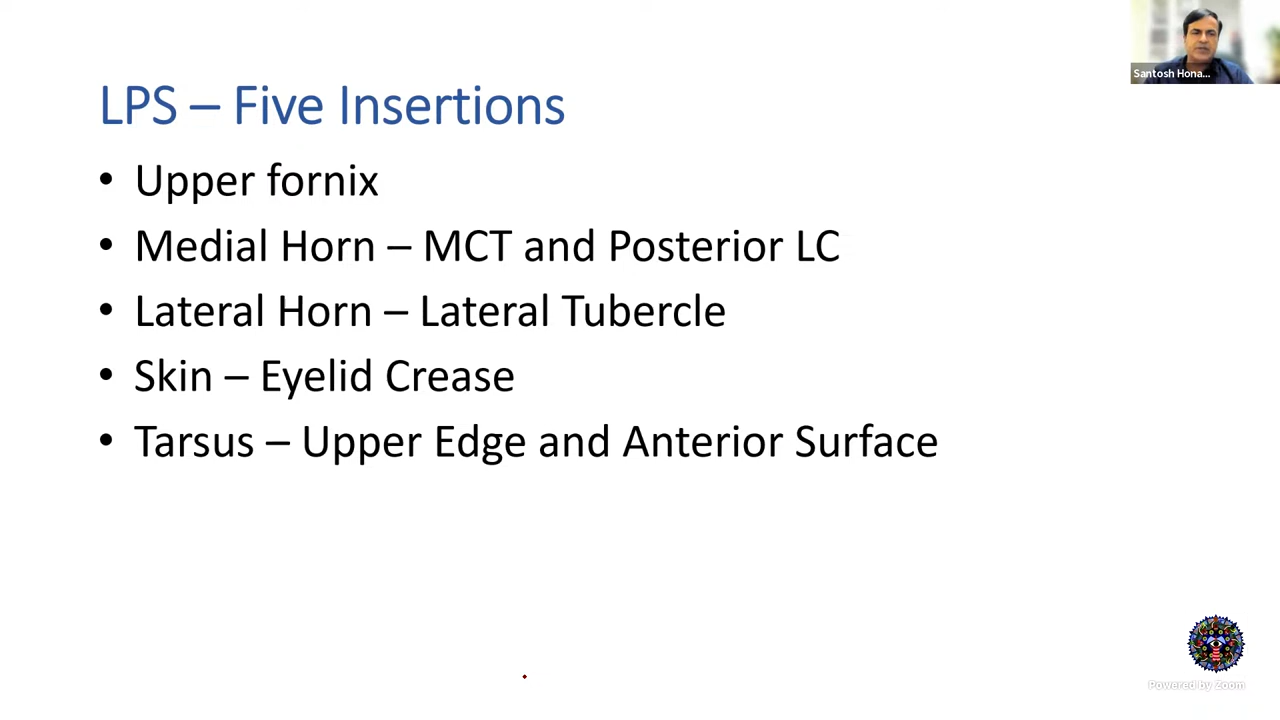 Santosh Hona...
LPS – Five Insertions
• Upper fornix
• Medial Horn – MCT and Posterior LC
• Lateral Horn – Lateral Tubercle
• Skin – Eyelid Crease
• Tarsus – Upper Edge and Anterior Surface
Powered by Zoom